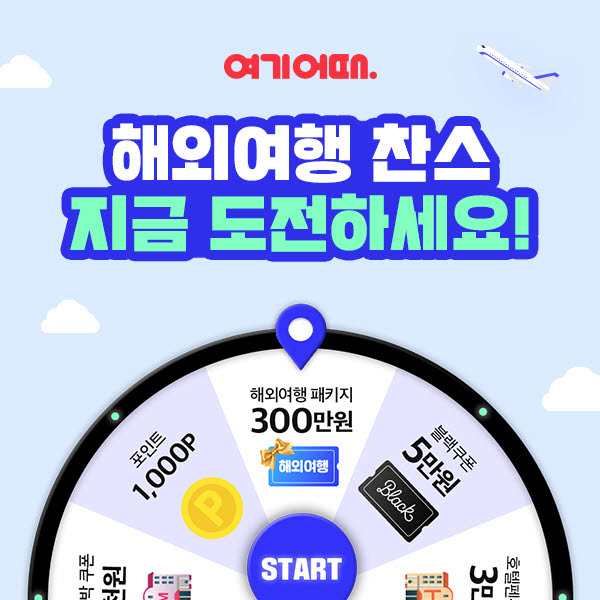 여기어때.
해외여행 찬스
지금 도전하세요!
해외여행 패키지
300만원
해외여행
포인트
1,000P
P
블랙쿠폰
5만원
Black
쿠폰
START